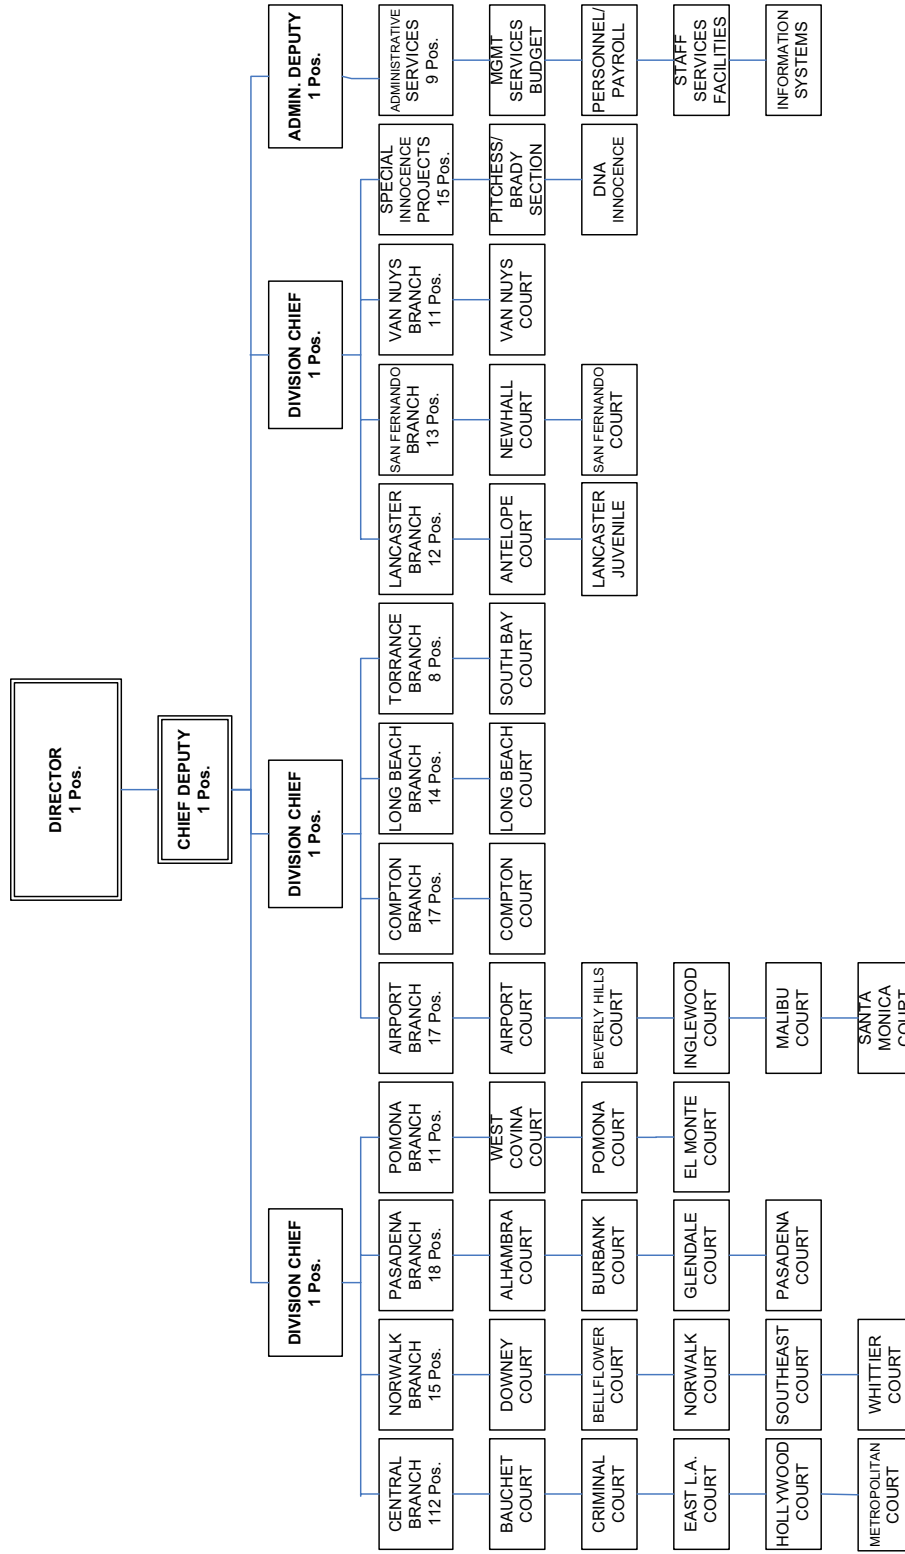 DIRECTOR
1 Pos.
CHIEF DEPUTY
1 Pos.
DIVISION CHIEF
1 Pos.
DIVISION CHIEF
1 Pos.
DIVISION CHIEF
1 Pos.
ADMIN. DEPUTY
1 Pos.
CENTRAL
BRANCH
112 Pos.
NORWALK
BRANCH
15 Pos.
PASADENA
BRANCH
18 Pos.
POMONA
BRANCH
11 Pos.
AIRPORT
BRANCH
17 Pos.
COMPTON
BRANCH
17 Pos.
LONG BEACH
BRANCH
14 Pos.
TORRANCE
BRANCH
8 Pos.
LANCASTER
BRANCH
12 Pos.
SAN FERNANDO
BRANCH
13 Pos.
VAN NUYS
BRANCH
11 Pos.
SPECIAL
INNOCENCE
PROJECTS
15 Pos.
ADMINISTRATIVE
SERVICES
9 Pos.
BAUCHET
COURT
DOWNEY
COURT
ALHAMBRA
COURT
WEST
COVINA
COURT
AIRPORT
COURT
COMPTON
COURT
LONG BEACH
COURT
SOUTH BAY
COURT
ANTELOPE
COURT
NEWHALL
COURT
VAN NUYS
COURT
PITCHESS/
BRADY
SECTION
MGMT
SERVICES
BUDGET
CRIMINAL
COURT
BELLFLOWER
COURT
BURBANK
COURT
POMONA
COURT
BEVERLY HILLS
COURT
LANCASTER
JUVENILE
SAN FERNANDO
COURT
DNA
INNOCENCE
PERSONNEL/
PAYROLL
EAST L.A.
COURT
NORWALK
COURT
GLENDALE
COURT
EL MONTE
COURT
INGLEWOOD
COURT
STAFF
SERVICES
FACILITIES
HOLLYWOOD
COURT
SOUTHEAST
COURT
PASADENA
COURT
MALIBU
COURT
INFORMATION
SYSTEMS
METROPOLITAN
COURT
WHITTIER
COURT
SANTA
MONICA
COURT